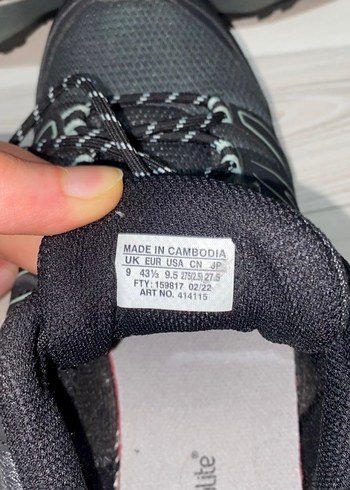 MADE IN CAMBODIA
UK EUR USA CN JP
9 43⅓ 9.5 275(2.5) 27.5
FTY: 159817 02/22
ART NO. 414115